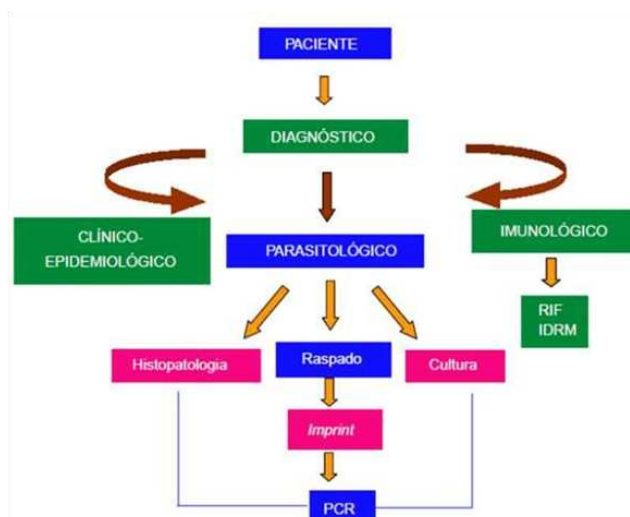 PACIENTE
DIAGNÓSTICO
CLÍNICO-
EPIDEMIOLÓGICO
PARASITOLÓGICO
IMUNOLÓGICO
RIF
IDRM
Histopatologia
Raspado
Cultura
Imprint
PCR